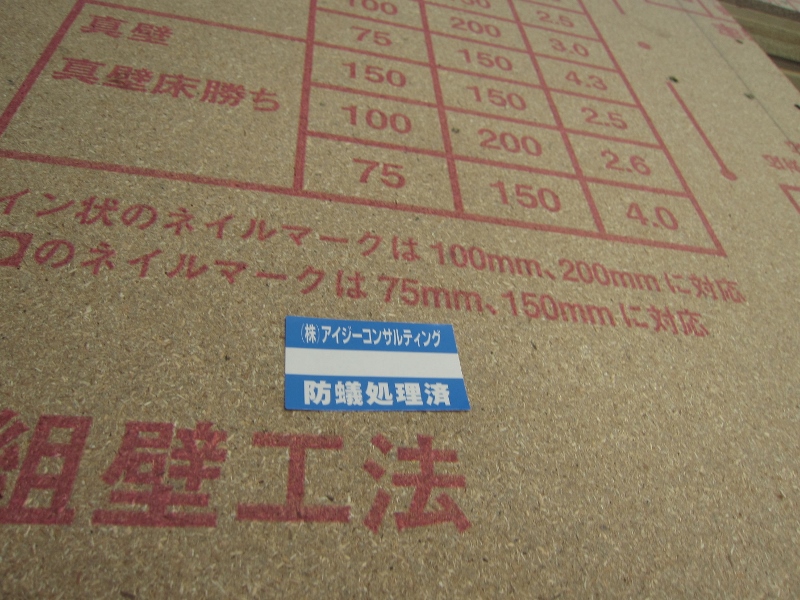 100 2.5
75 200 3.0
真壁 150 150 4.3
真壁床勝ち 100 150 2.5
75 200 2.6
150 4.0
イン状のネイルマークは100mm、200mmに対応
のネイルマークは75mm、150mmに対応
(株)アイジーコンサルティング
防蟻処理済
組壁工法